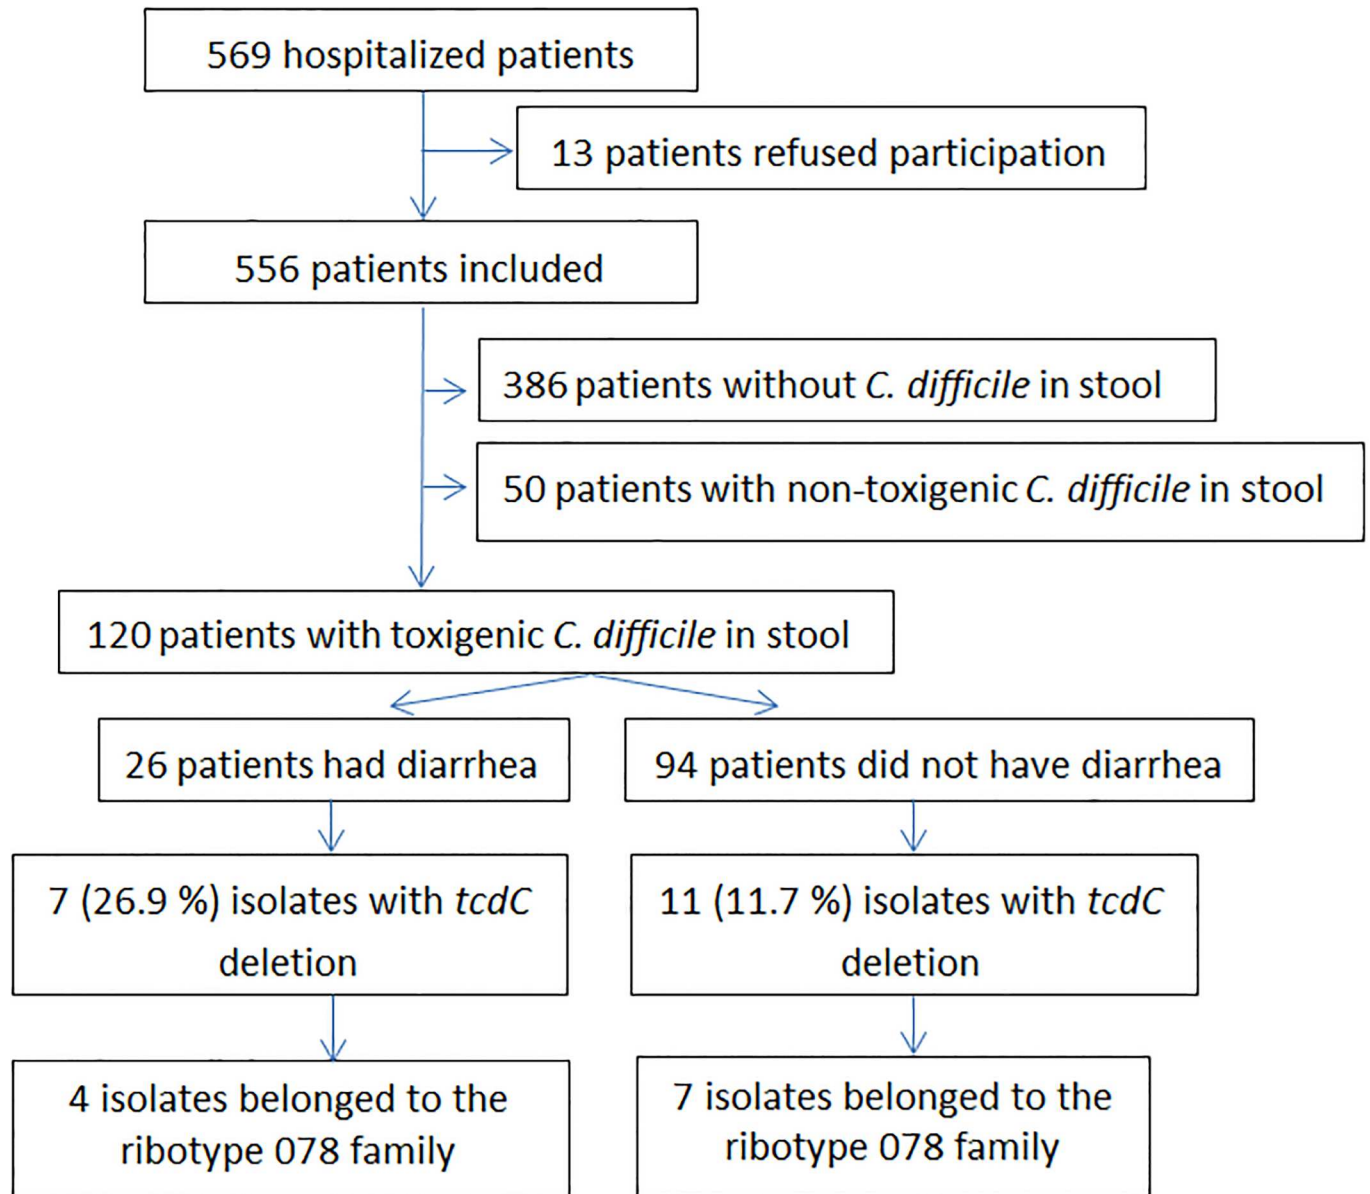 569 hospitalized patients
13 patients refused participation
556 patients included
386 patients without C. difficile in stool
50 patients with non-toxigenic C. difficile in stool
120 patients with toxigenic C. difficile in stool
26 patients had diarrhea
94 patients did not have diarrhea
7 (26.9 %) isolates with tcdC
deletion
11 (11.7 %) isolates with tcdC
deletion
4 isolates belonged to the
ribotype 078 family
7 isolates belonged to the
ribotype 078 family